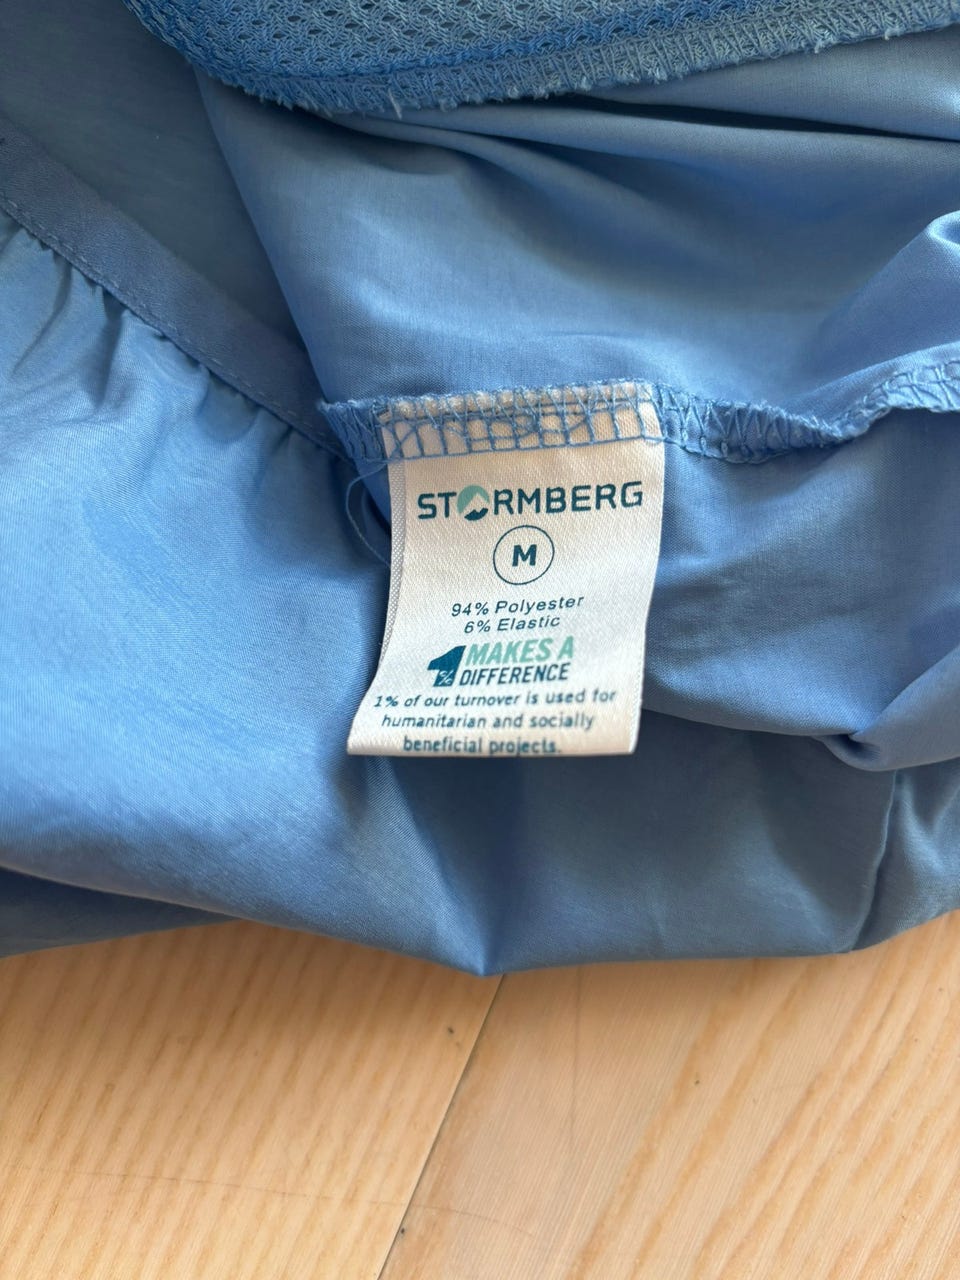 STORMBERG
M
94% Polyester
6% Elastic
1% MAKES A
DIFFERENCE
1% of our turnover is used for
humanitarian and socially
beneficial projects.